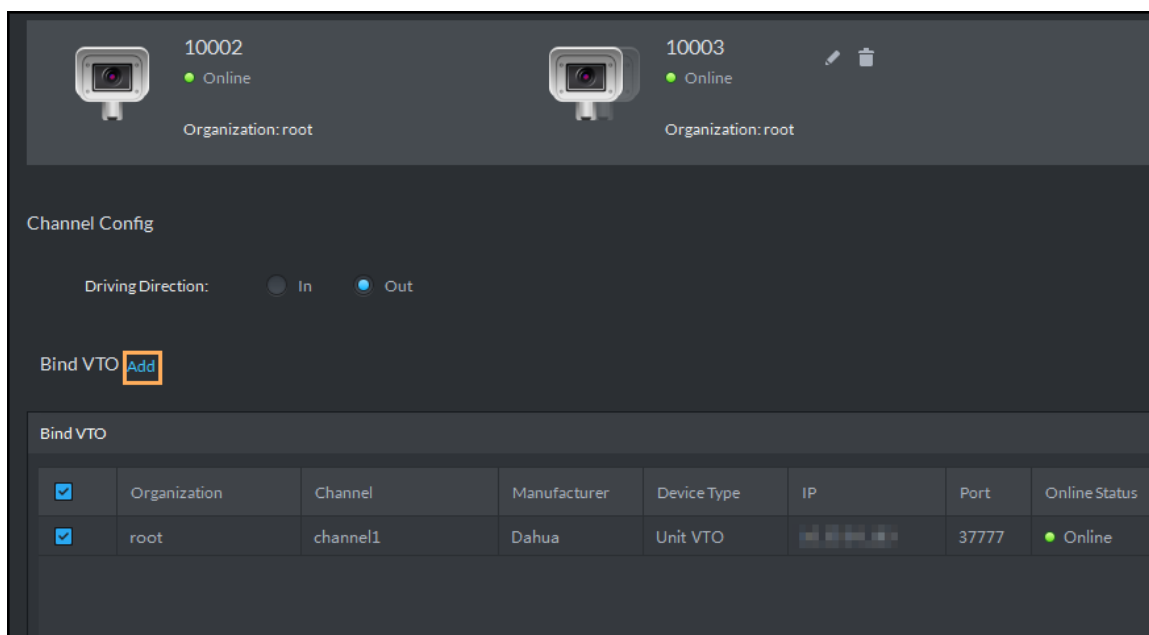 10002
Online
Organization: root
10003
Online
Organization: root
Channel Config
Driving Direction: In Out
Bind VTO Add
Bind VTO
Organization Channel Manufacturer Device Type IP Port Online Status
root channel1 Dahua Unit VTO 37777 Online